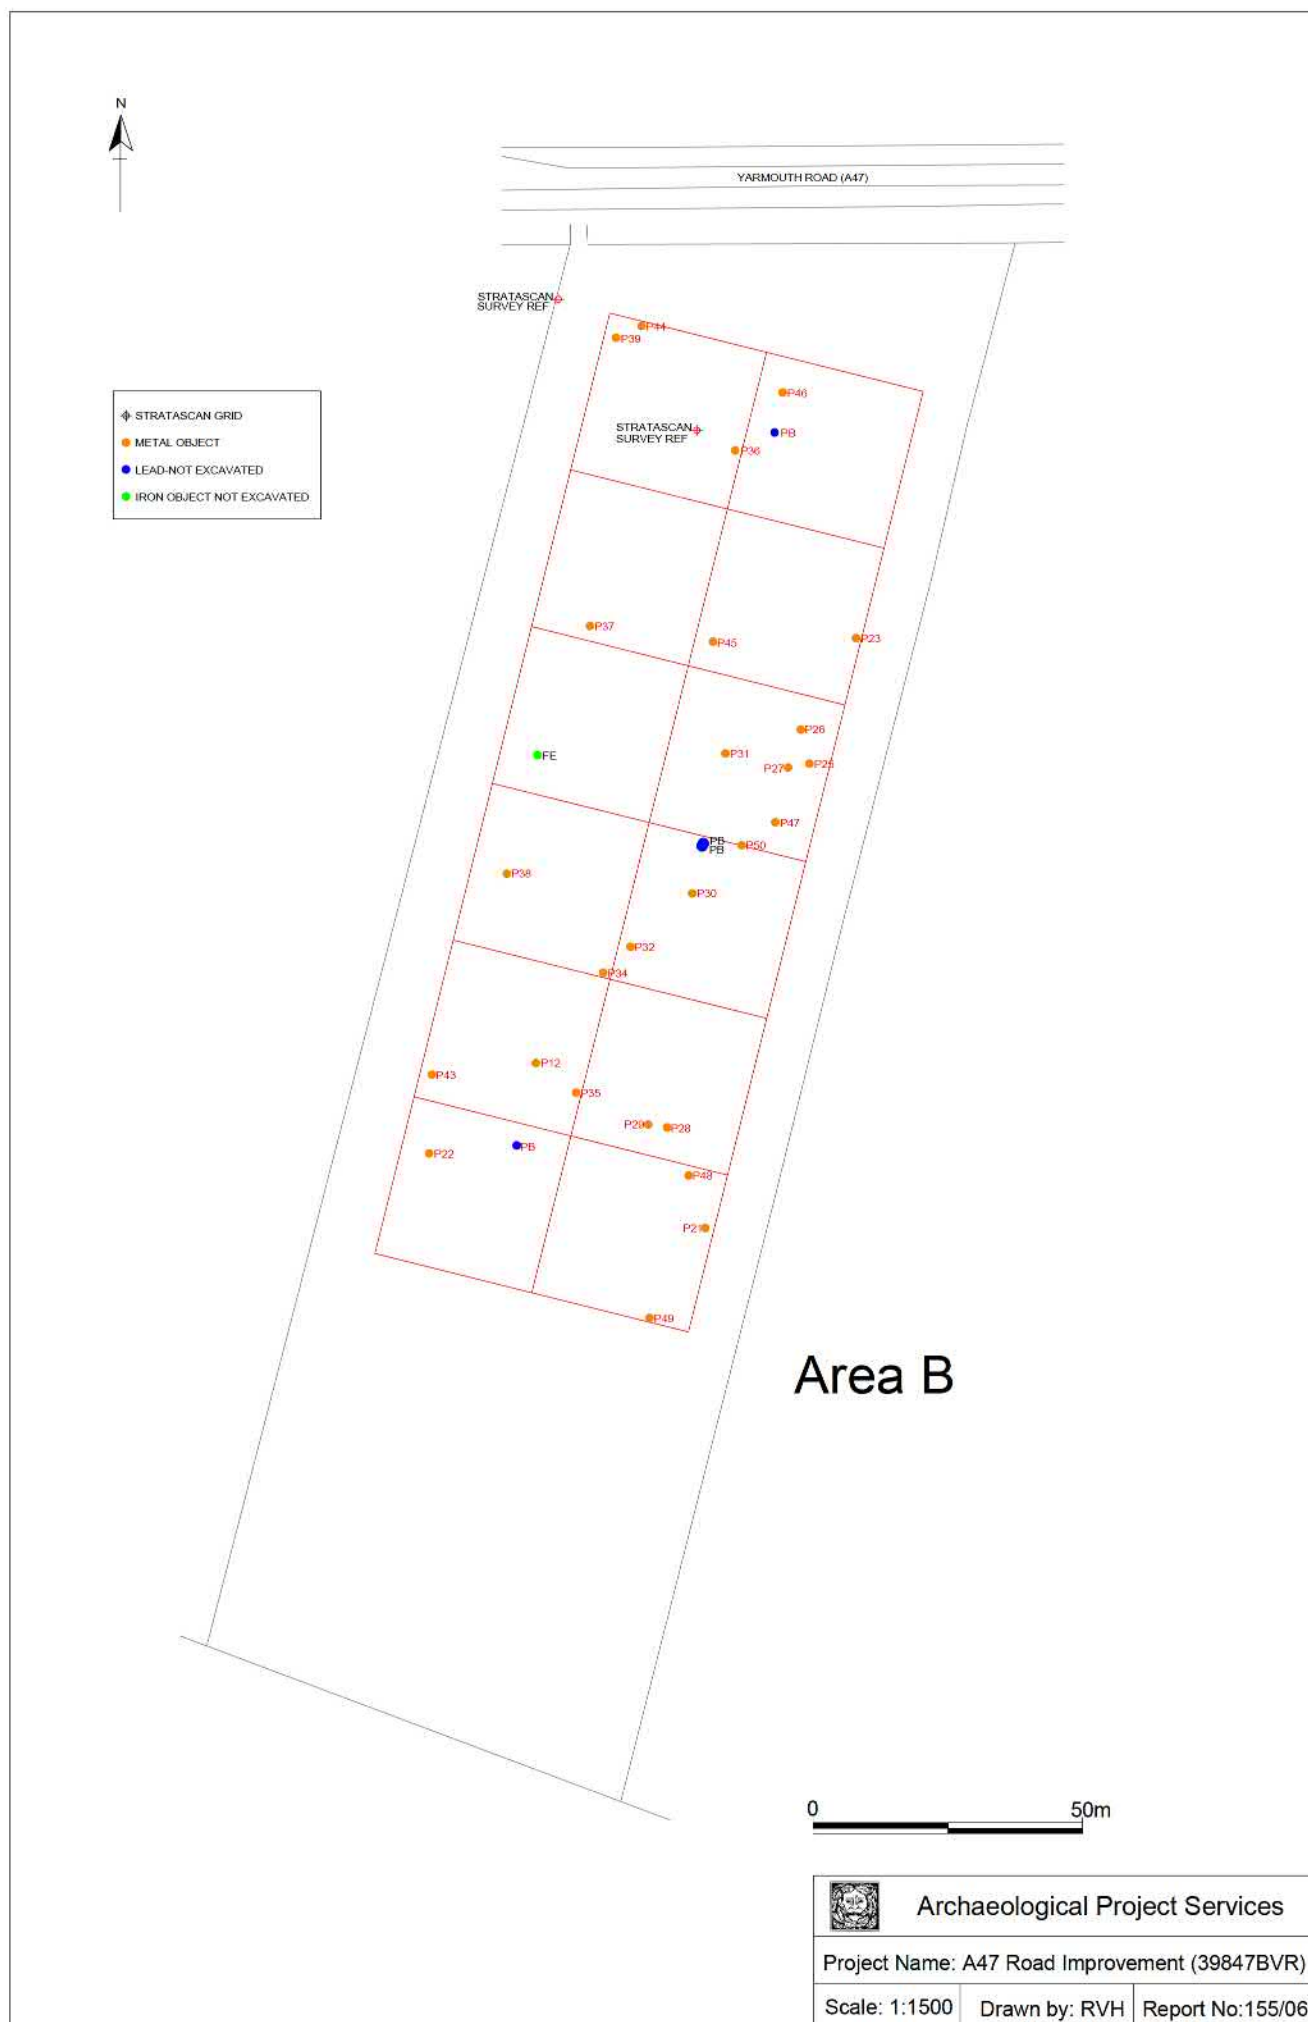 N
YARMOUTH ROAD (A47)
STRATASCAN
SURVEY REF
P44
P39
P46
STRATASCAN GRID
METAL OBJECT
LEAD-NOT EXCAVATED
IRON OBJECT NOT EXCAVATED
STRATASCAN
SURVEY REF
PB
P36
P37
P45
P23
P26
P31
P27
P25
FE
P47
PB
PB
P50
P38
P30
P32
P34
P12
P43
P35
P29
P28
PB
P22
P48
P21
P49
Area B
0 50m
Archaeological Project Services
Project Name: A47 Road Improvement (39847BVR)
Scale: 1:1500 Drawn by: RVH Report No:155/06